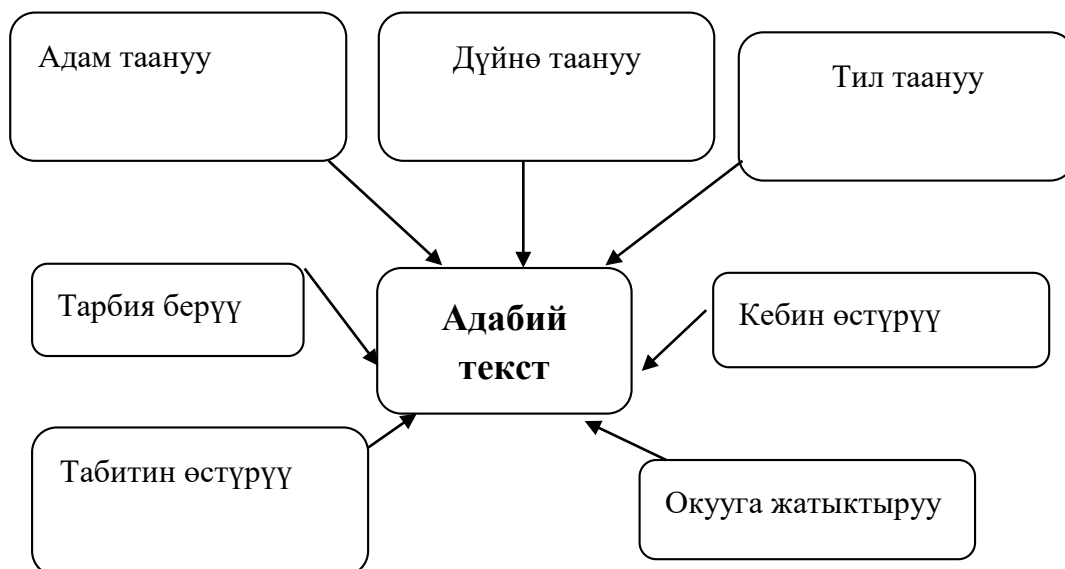 Адам таануу
Дүйнө таануу
Тил таануу
Тарбия берүү
Адабий
текст
Кебин өстүрүү
Табитин өстүрүү
Окууга жатыктыруу